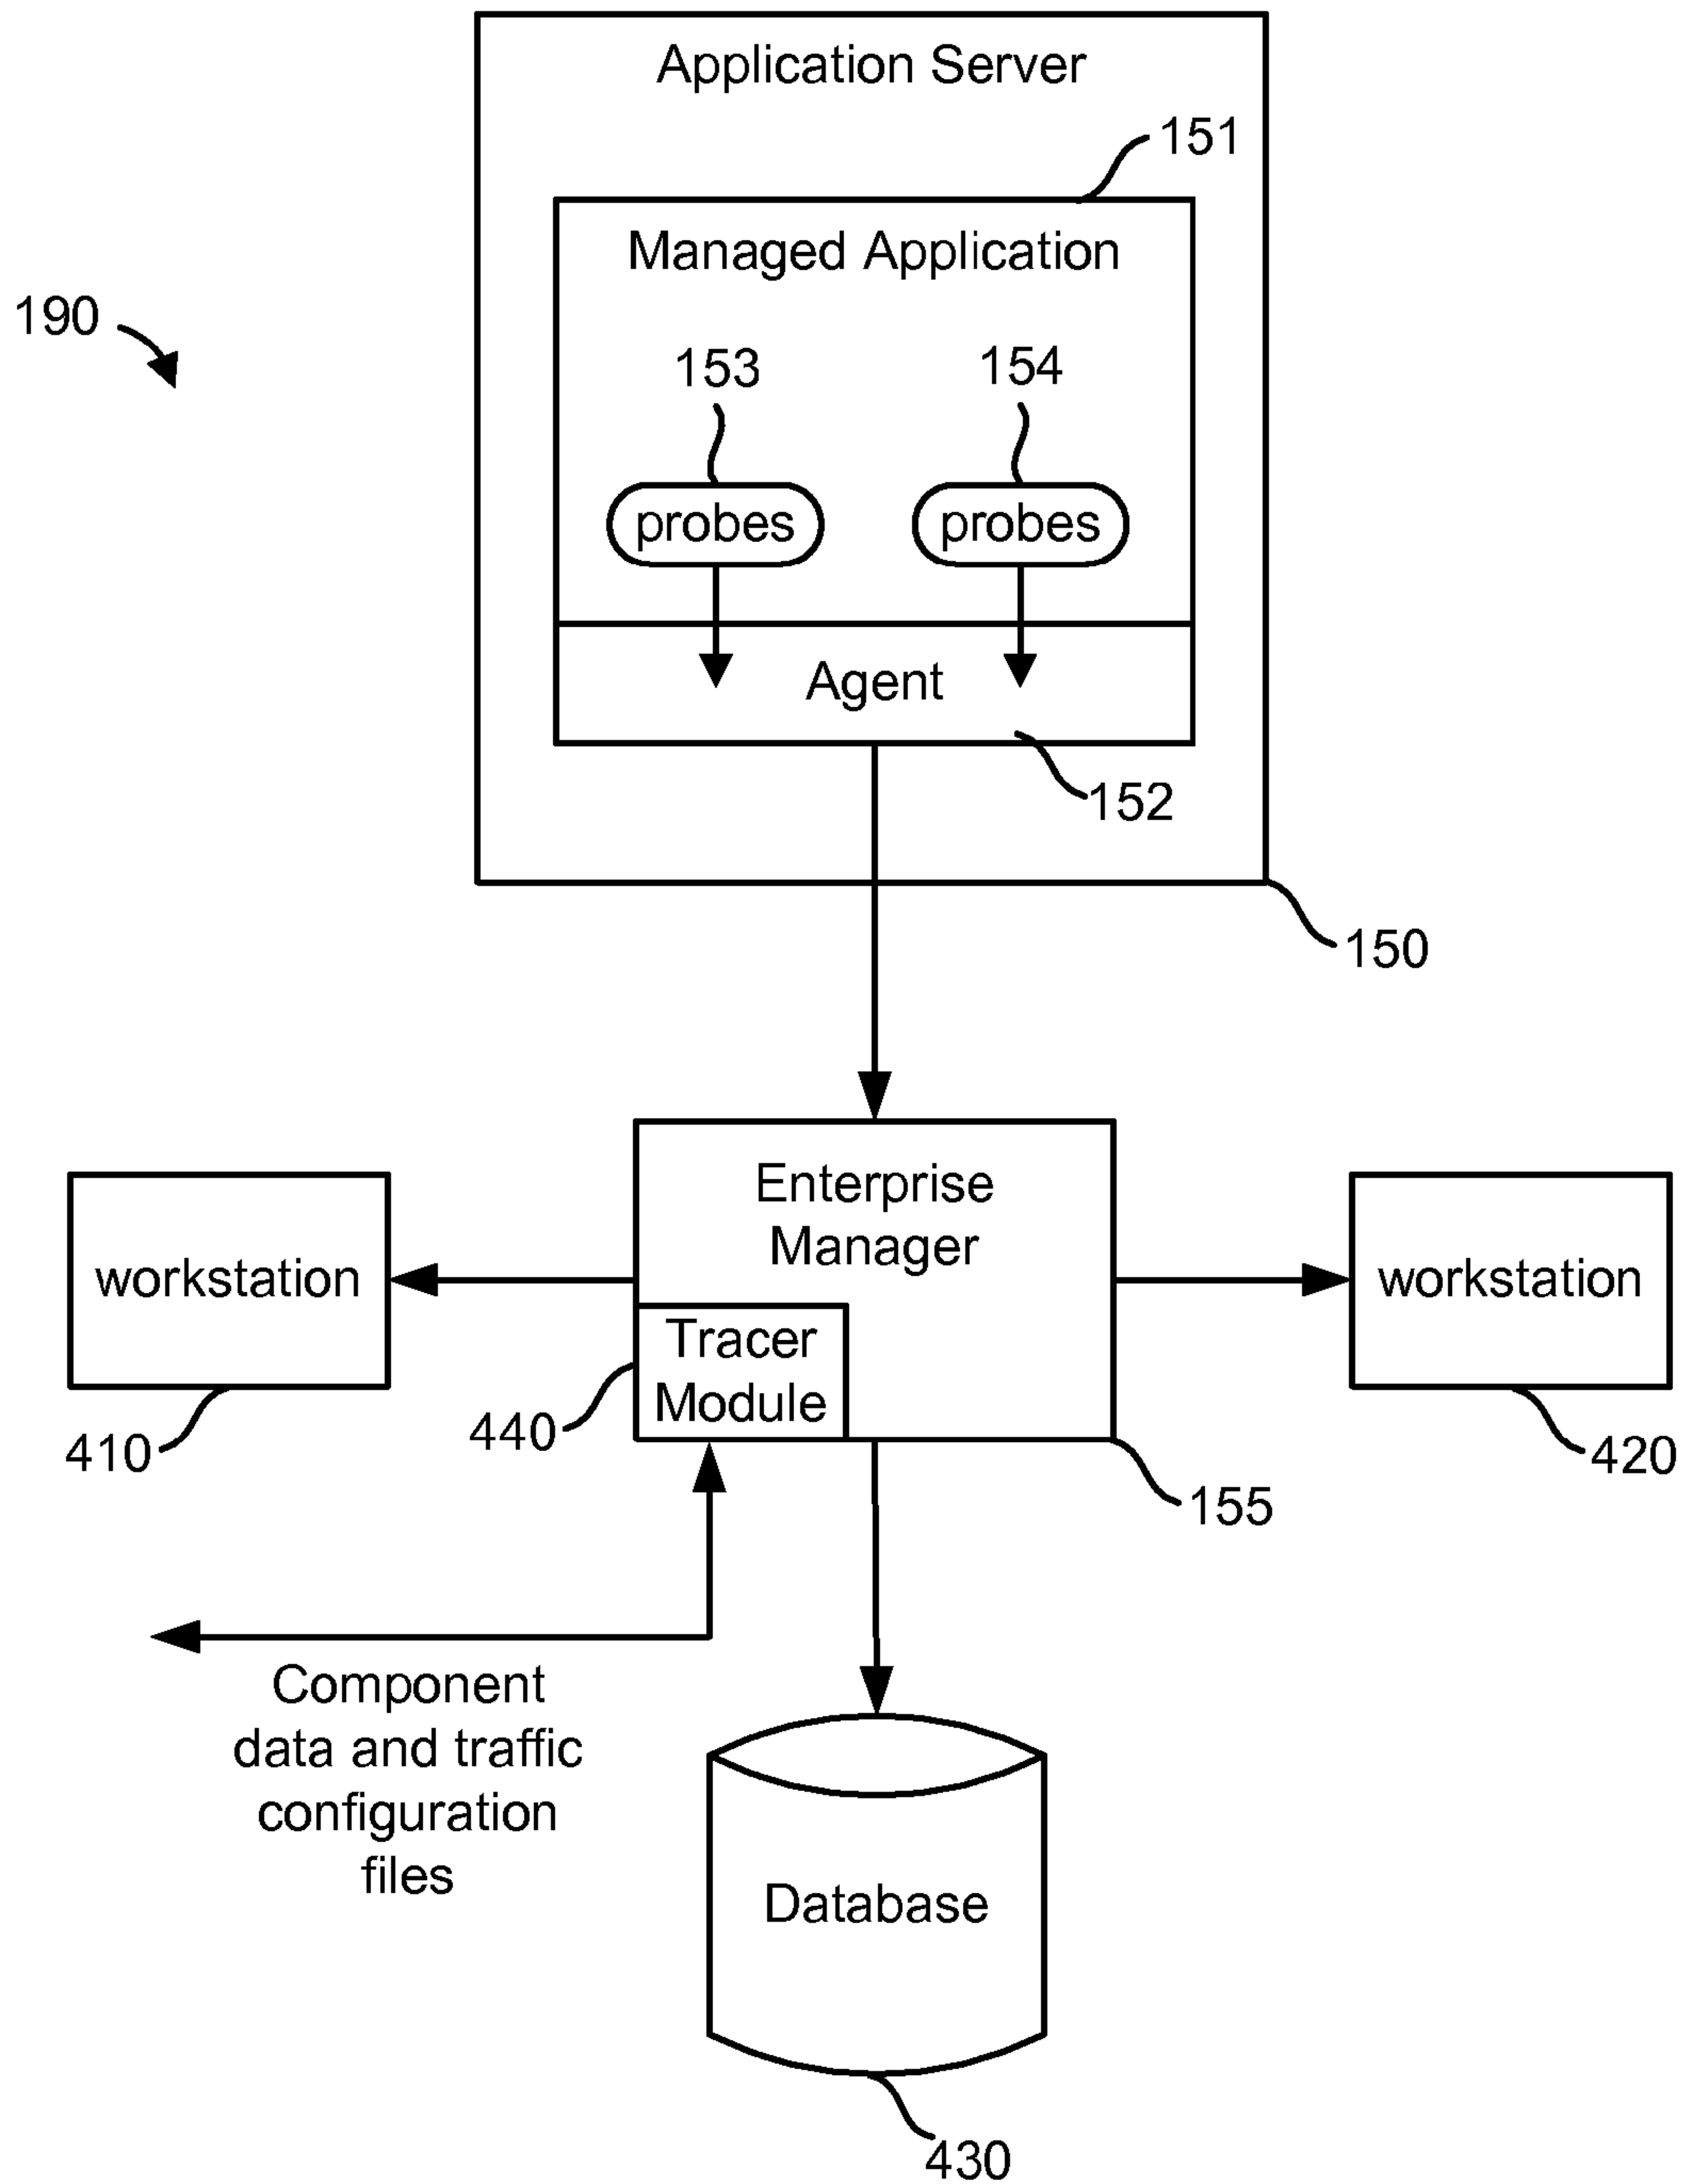 Application Server
151
Managed Application
190
153
154
probes
probes
Agent
152
150
Enterprise
Manager
workstation
workstation
Tracer
Module
440
410
420
155
Component
data and traffic
configuration
files
Database
430